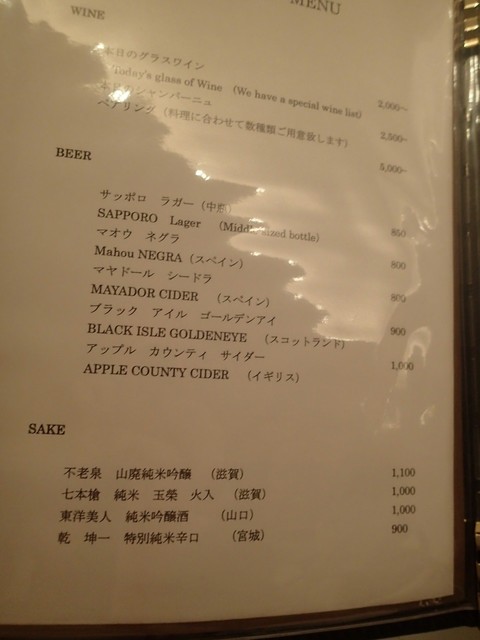 MENU
WINE
本日のグラスワイン
Today's glass of Wine (We have a special wine list) 2,000~
本日のシャンパーニュ 2,500~
ペアリング (料理に合わせて数種類ご用意致します) 5,000~
BEER
サッポロ ラガー (中瓶)
SAPPORO Lager (Middle sized bottle) 850
マオウ ネグラ
Mahou NEGRA (スペイン) 800
マヤドール シードラ
MAYADOR CIDER (スペイン) 800
ブラック アイル ゴールデンアイ
BLACK ISLE GOLDENEYE (スコットランド) 900
アップル カウンティ サイダー
APPLE COUNTY CIDER (イギリス) 1,000
SAKE
不老泉 山廃純米吟醸 (滋賀) 1,100
七本槍 純米 玉榮 火入 (滋賀) 1,000
東洋美人 純米吟醸酒 (山口) 1,000
乾 坤一 特別純米辛口 (宮城) 900